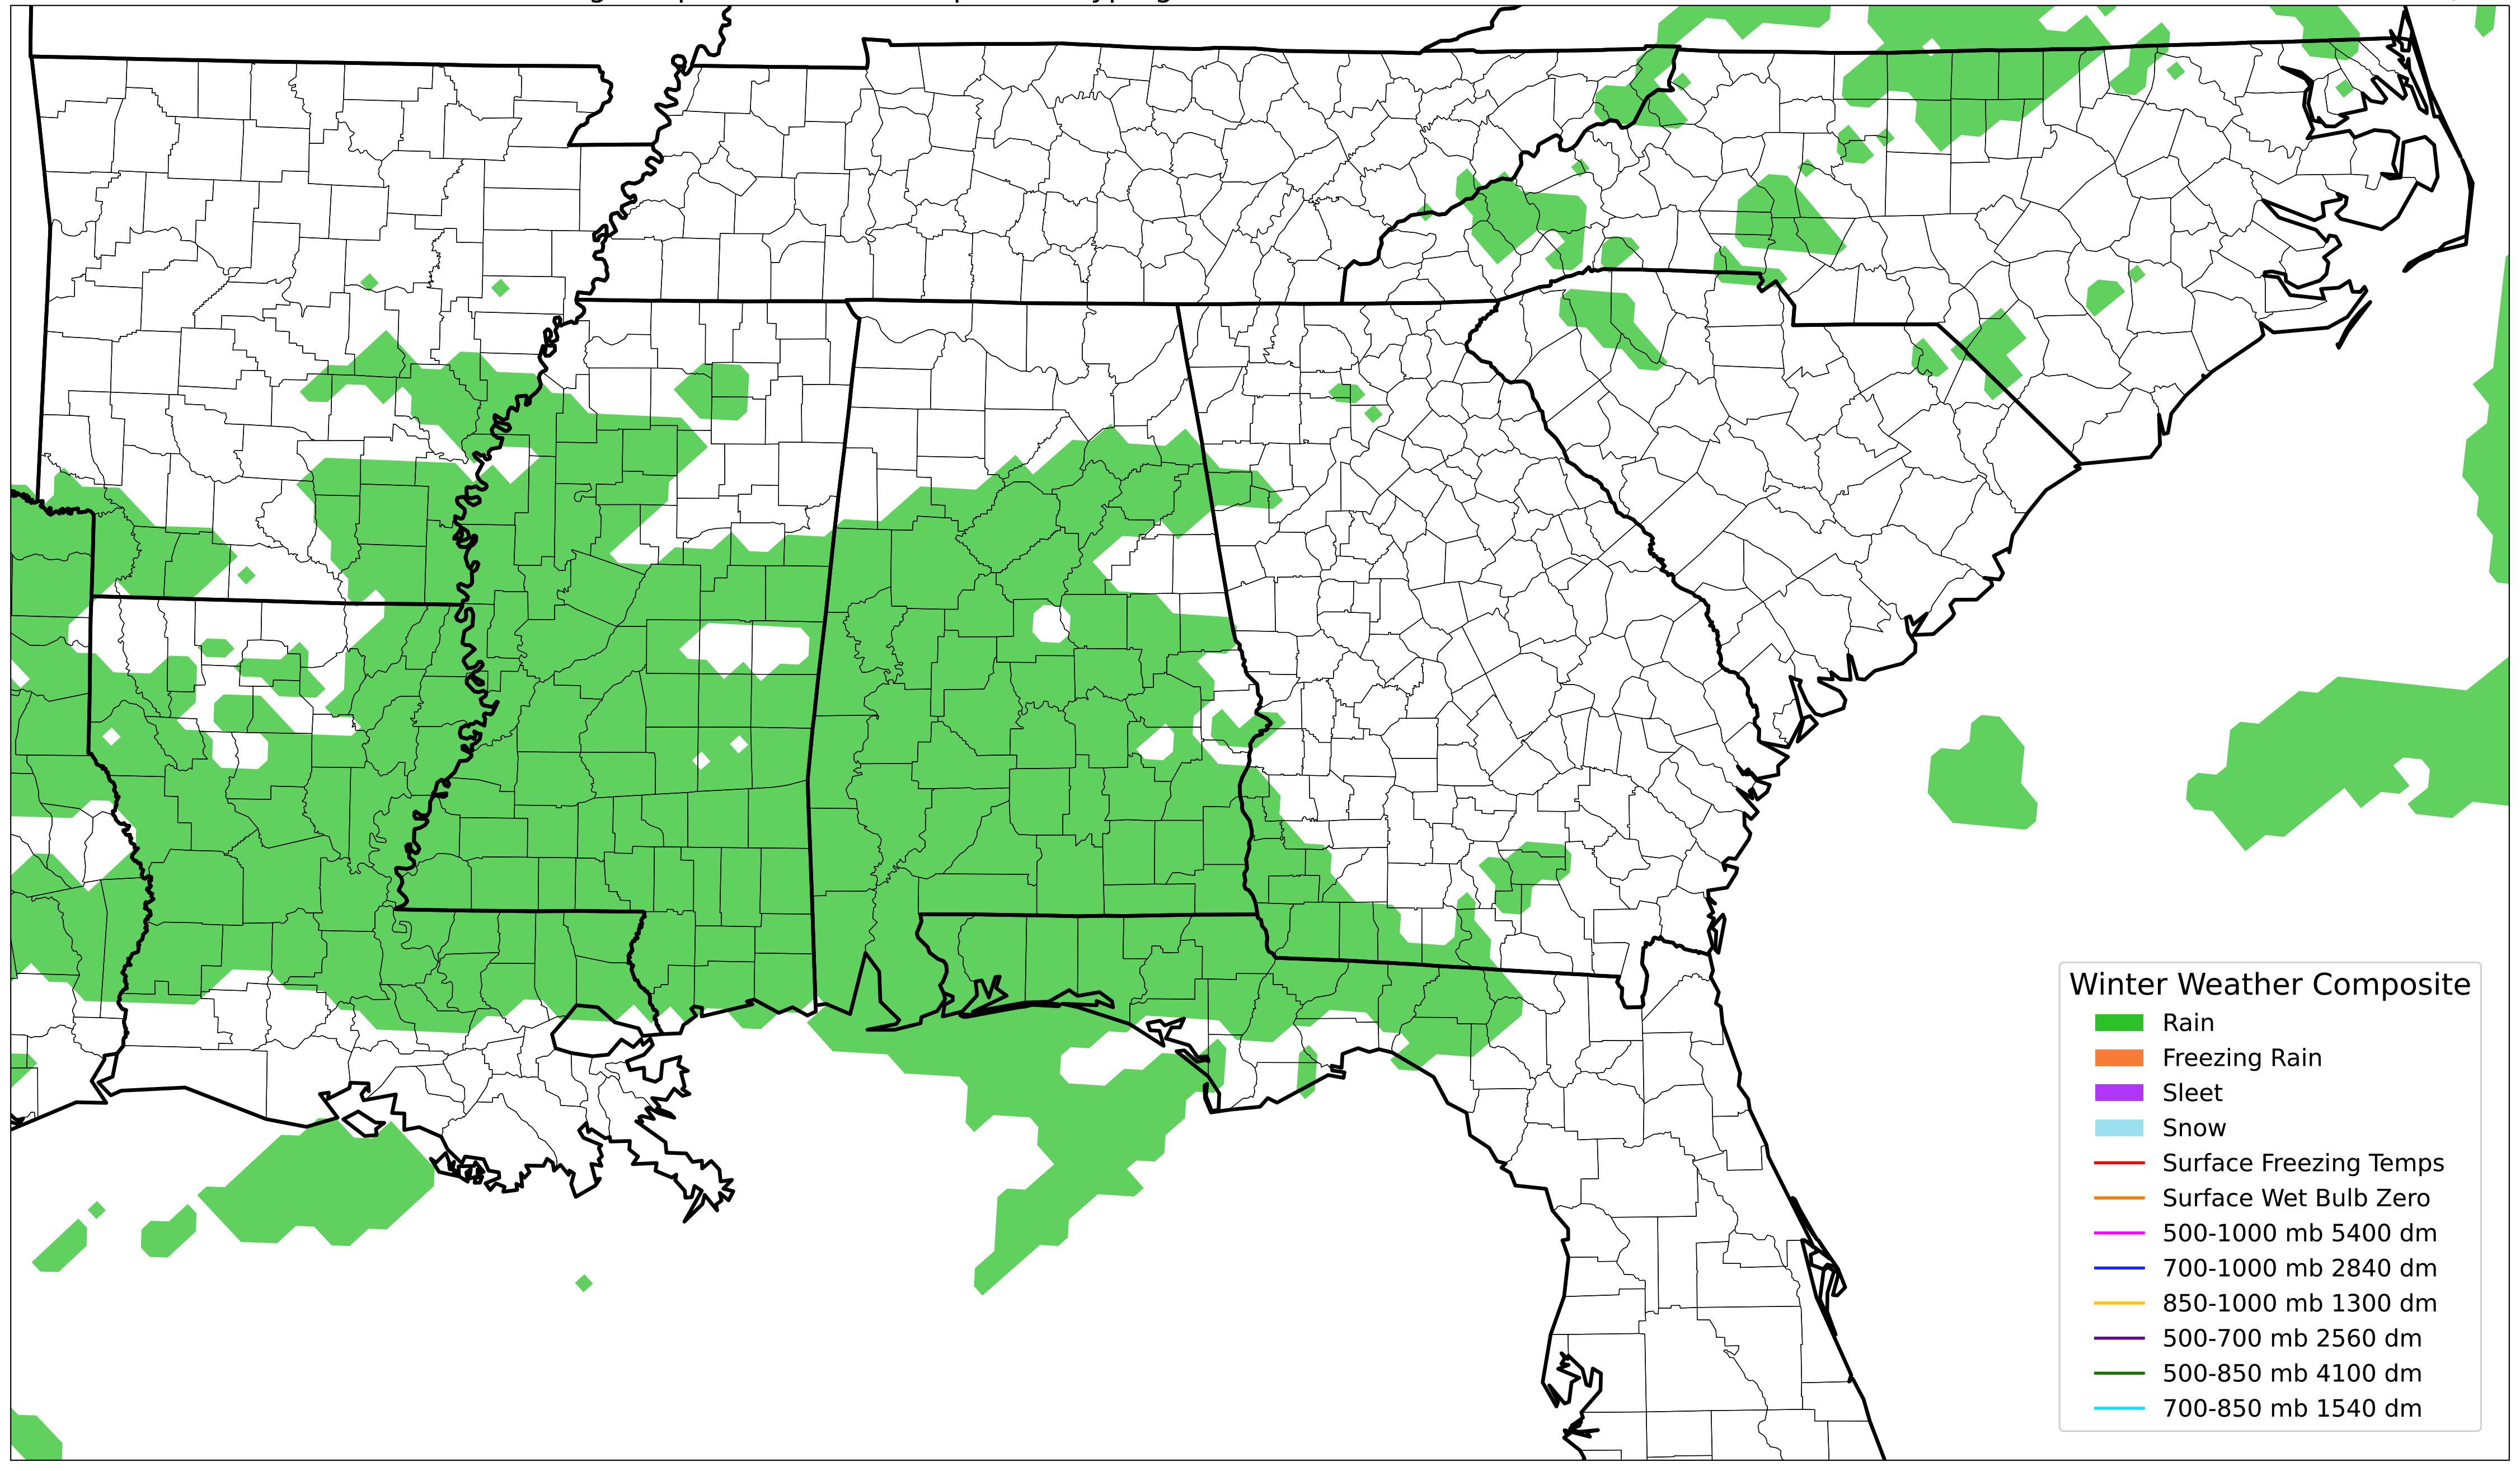 Winter Weather Composite
Rain
Freezing Rain
Sleet
Snow
Surface Freezing Temps
Surface Wet Bulb Zero
500-1000 mb 5400 dm
700-1000 mb 2840 dm
850-1000 mb 1300 dm
500-700 mb 2560 dm
500-850 mb 4100 dm
700-850 mb 1540 dm